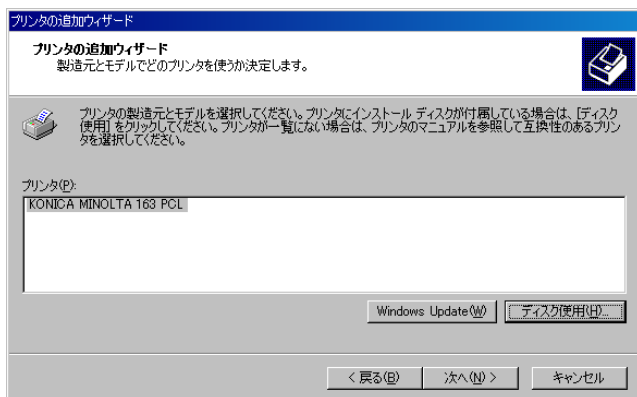 プリンタの追加ウィザード
プリンタの追加ウィザード
製造元とモデルでどのプリンタを使うか決定します。
プリンタの製造元とモデルを選択してください。プリンタにインストール ディスクが付属している場合は、[ディスク
使用] をクリックしてください。プリンタが一覧にない場合は、プリンタのマニュアルを参照して互換性のあるプリン
タを選択してください。
プリンタ(P):
KONICA MINOLTA 163 PCL
Windows Update(W) ディスク使用(H)...
< 戻る(B) 次へ(N) > キャンセル